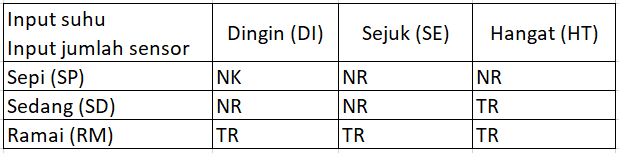 Input suhu
Input jumlah sensor
Dingin (DI) Sejuk (SE) Hangat (HT)
Sepi (SP) NK NR NR
Sedang (SD) NR NR TR
Ramai (RM) TR TR TR